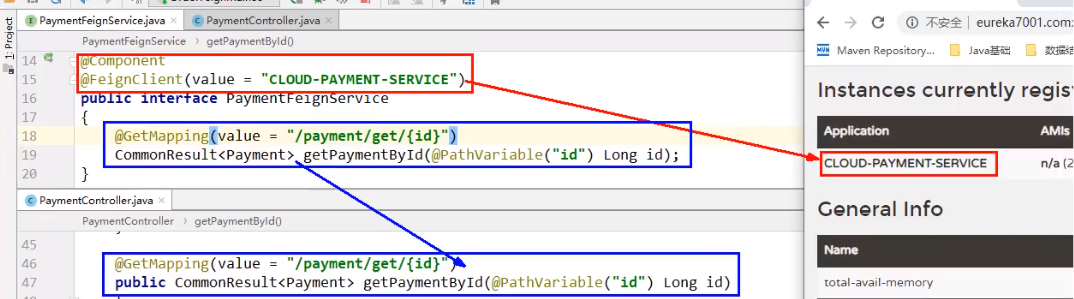 PaymentFeignService.java
PaymentController.java
PaymentFeignService > getPaymentById()
1: Project
14 @Component
15 @FeignClient(value = "CLOUD-PAYMENT-SERVICE")
16 public interface PaymentFeignService
17 {
18 @GetMapping(value = "/payment/get/{id}")
19 CommonResult<Payment> getPaymentById(@PathVariable("id") Long id);
20 }
PaymentController.java
PaymentController > getPaymentById()
45
46 @GetMapping(value = "/payment/get/{id}")
47 public CommonResult<Payment> getPaymentById(@PathVariable("id") Long id)
不安全 | eureka7001.com:
Maven Repository...
Java基础
数据结
Instances currently regis
Application AMIs
CLOUD-PAYMENT-SERVICE n/a (2
General Info
Name
total-avail-memory